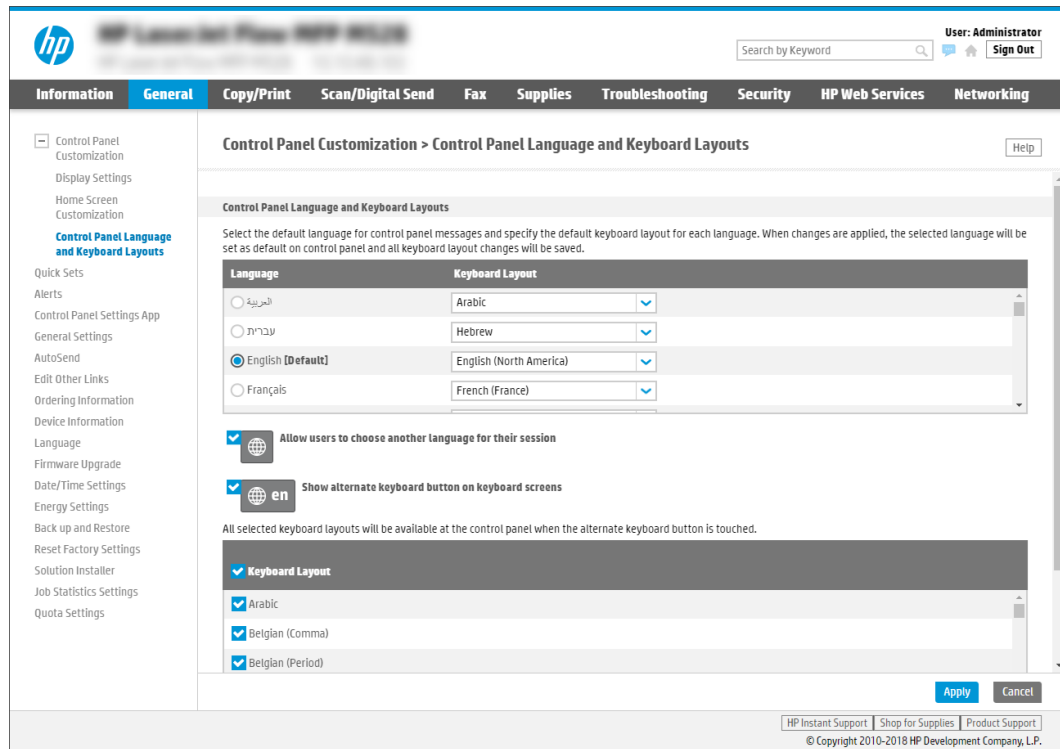 hp
User: Administrator
Search by Keyword
Sign Out
Information General Copy/Print Scan/Digital Send Fax Supplies Troubleshooting Security HP Web Services Networking
Control Panel
Customization
Display Settings
Home Screen
Customization
Control Panel Language
and Keyboard Layouts
Quick Sets
Alerts
Control Panel Settings App
General Settings
AutoSend
Edit Other Links
Ordering Information
Device Information
Language
Firmware Upgrade
Date/Time Settings
Energy Settings
Back up and Restore
Reset Factory Settings
Solution Installer
Job Statistics Settings
Quota Settings
Control Panel Customization > Control Panel Language and Keyboard Layouts
Help
Control Panel Language and Keyboard Layouts
Select the default language for control panel messages and specify the default keyboard layout for each language. When changes are applied, the selected language will be
set as default on control panel and all keyboard layout changes will be saved.
Language Keyboard Layout
العربية Arabic
עברית Hebrew
English [Default] English (North America)
Français French (France)
Allow users to choose another language for their session
en Show alternate keyboard button on keyboard screens
All selected keyboard layouts will be available at the control panel when the alternate keyboard button is touched.
Keyboard Layout
Arabic
Belgian (Comma)
Belgian (Period)
Apply Cancel
HP Instant Support Shop for Supplies Product Support
© Copyright 2010-2018 HP Development Company, L.P.